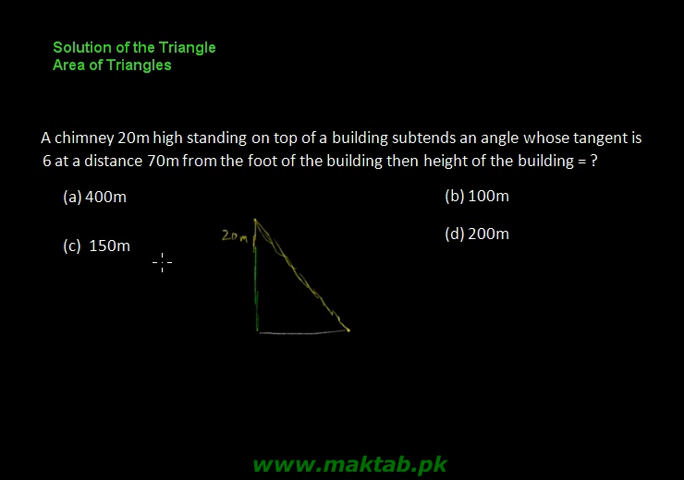 Solution of the Triangle
Area of Triangles
A chimney 20m high standing on top of a building subtends an angle whose tangent is
6 at a distance 70m from the foot of the building then height of the building = ?
(a) 400m
(b) 100m
(c) 150m
(d) 200m
20m
www.maktab.pk